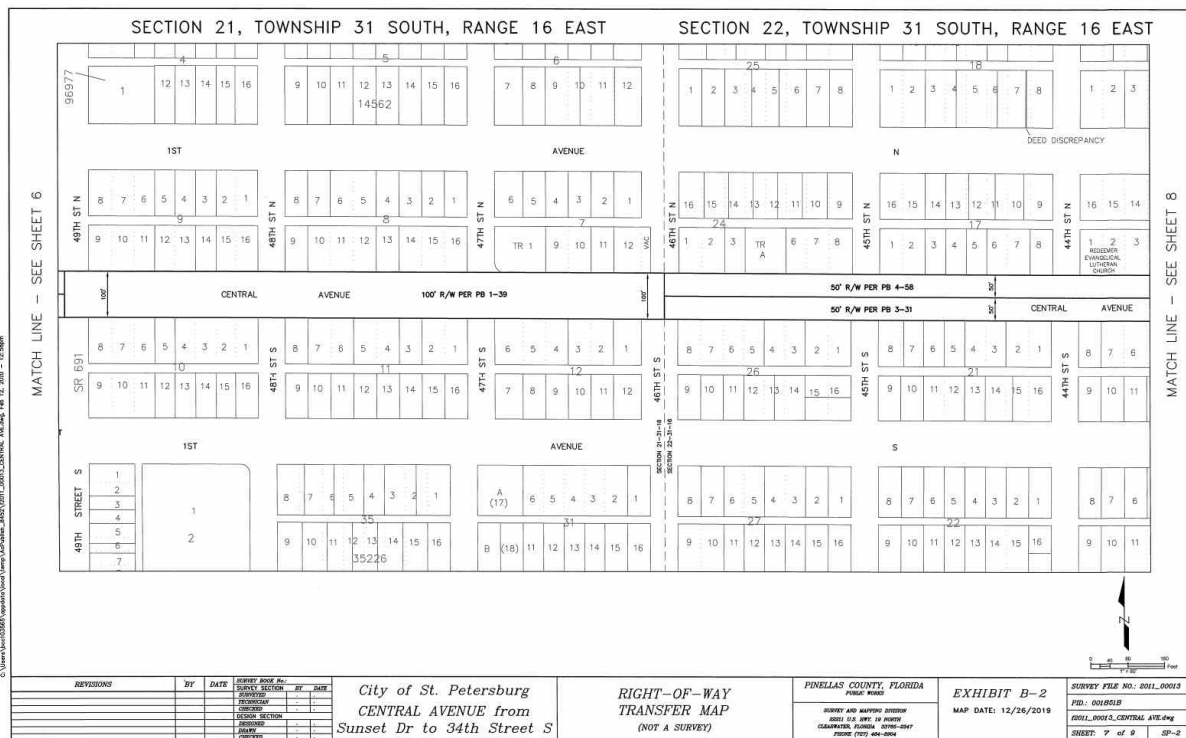 SECTION 21, TOWNSHIP 31 SOUTH, RANGE 16 EAST
SECTION 22, TOWNSHIP 31 SOUTH, RANGE 16 EAST
4 5 6 25 18
96977
1 12 13 14 15 16
9 10 11 12 13 14 15 16
14562
7 8 9 10 11 12
1 2 3 4 5 6 7 8
1 2 3 4 5 6 7 8
1 2 3
DEED DISCREPANCY
1ST AVENUE N
49TH ST N
48TH ST N
47TH ST N
46TH ST N
45TH ST N
44TH ST N
8 7 6 5 4 3 2 1
8 7 6 5 4 3 2 1
6 5 4 3 2 1
16 15 14 13 12 11 10 9
16 15 14 13 12 11 10 9
16 15 14
9 8 7 24 17
9 10 11 12 13 14 15 16
9 10 11 12 13 14 15 16
TR 1 9 10 11 12
VAC
1 2 3 TR A 6 7 8
1 2 3 4 5 6 7 8
1 2 3
REDEEMER
EVANGELICAL
LUTHERAN
CHURCH
100' CENTRAL AVENUE 100' R/W PER PB 1-39 100'
50' R/W PER PB 4-58 50'
50' R/W PER PB 3-31 50' CENTRAL AVENUE
SR 691
48TH ST S
47TH ST S
46TH ST S
45TH ST S
44TH ST S
8 7 6 5 4 3 2 1
8 7 6 5 4 3 2 1
6 5 4 3 2 1
8 7 6 5 4 3 2 1
8 7 6 5 4 3 2 1
8 7 6
10 11 12 26 21
9 10 11 12 13 14 15 16
9 10 11 12 13 14 15 16
7 8 9 10 11 12
9 10 11 12 13 14 15 16
9 10 11 12 13 14 15 16
9 10 11
1ST AVENUE S
SECTION 21-31-16
SECTION 22-31-16
49TH STREET S
1
2
3
4
5
6
7
1
2
8 7 6 5 4 3 2 1
A (17) 6 5 4 3 2 1
8 7 6 5 4 3 2 1
8 7 6 5 4 3 2 1
8 7 6
35 31 27 22
9 10 11 12 13 14 15 16
35226
B (18) 11 12 13 14 15 16
9 10 11 12 13 14 15 16
9 10 11 12 13 14 15 16
9 10 11
MATCH LINE - SEE SHEET 6
MATCH LINE - SEE SHEET 8
N
Feet
REVISIONS BY DATE
SURVEY BOOK No.:
SURVEY SECTION BY DATE
SURVEYED
TECHNICIAN
CHECKED
DESIGN SECTION
DESIGNED
DRAWN
CHECKED
City of St. Petersburg
CENTRAL AVENUE from
Sunset Dr to 34th Street S
RIGHT-OF-WAY
TRANSFER MAP
(NOT A SURVEY)
PINELLAS COUNTY, FLORIDA
PUBLIC WORKS
SURVEY AND MAPPING DIVISION
22211 U.S. HWY. 19 NORTH
CLEARWATER, FLORIDA 33765-2347
PHONE (727) 464-8904
EXHIBIT B-2
MAP DATE: 12/26/2019
SURVEY FILE NO.: 2011_00013
PID.: 001651B
SHEET: 7 of 9 SP-2